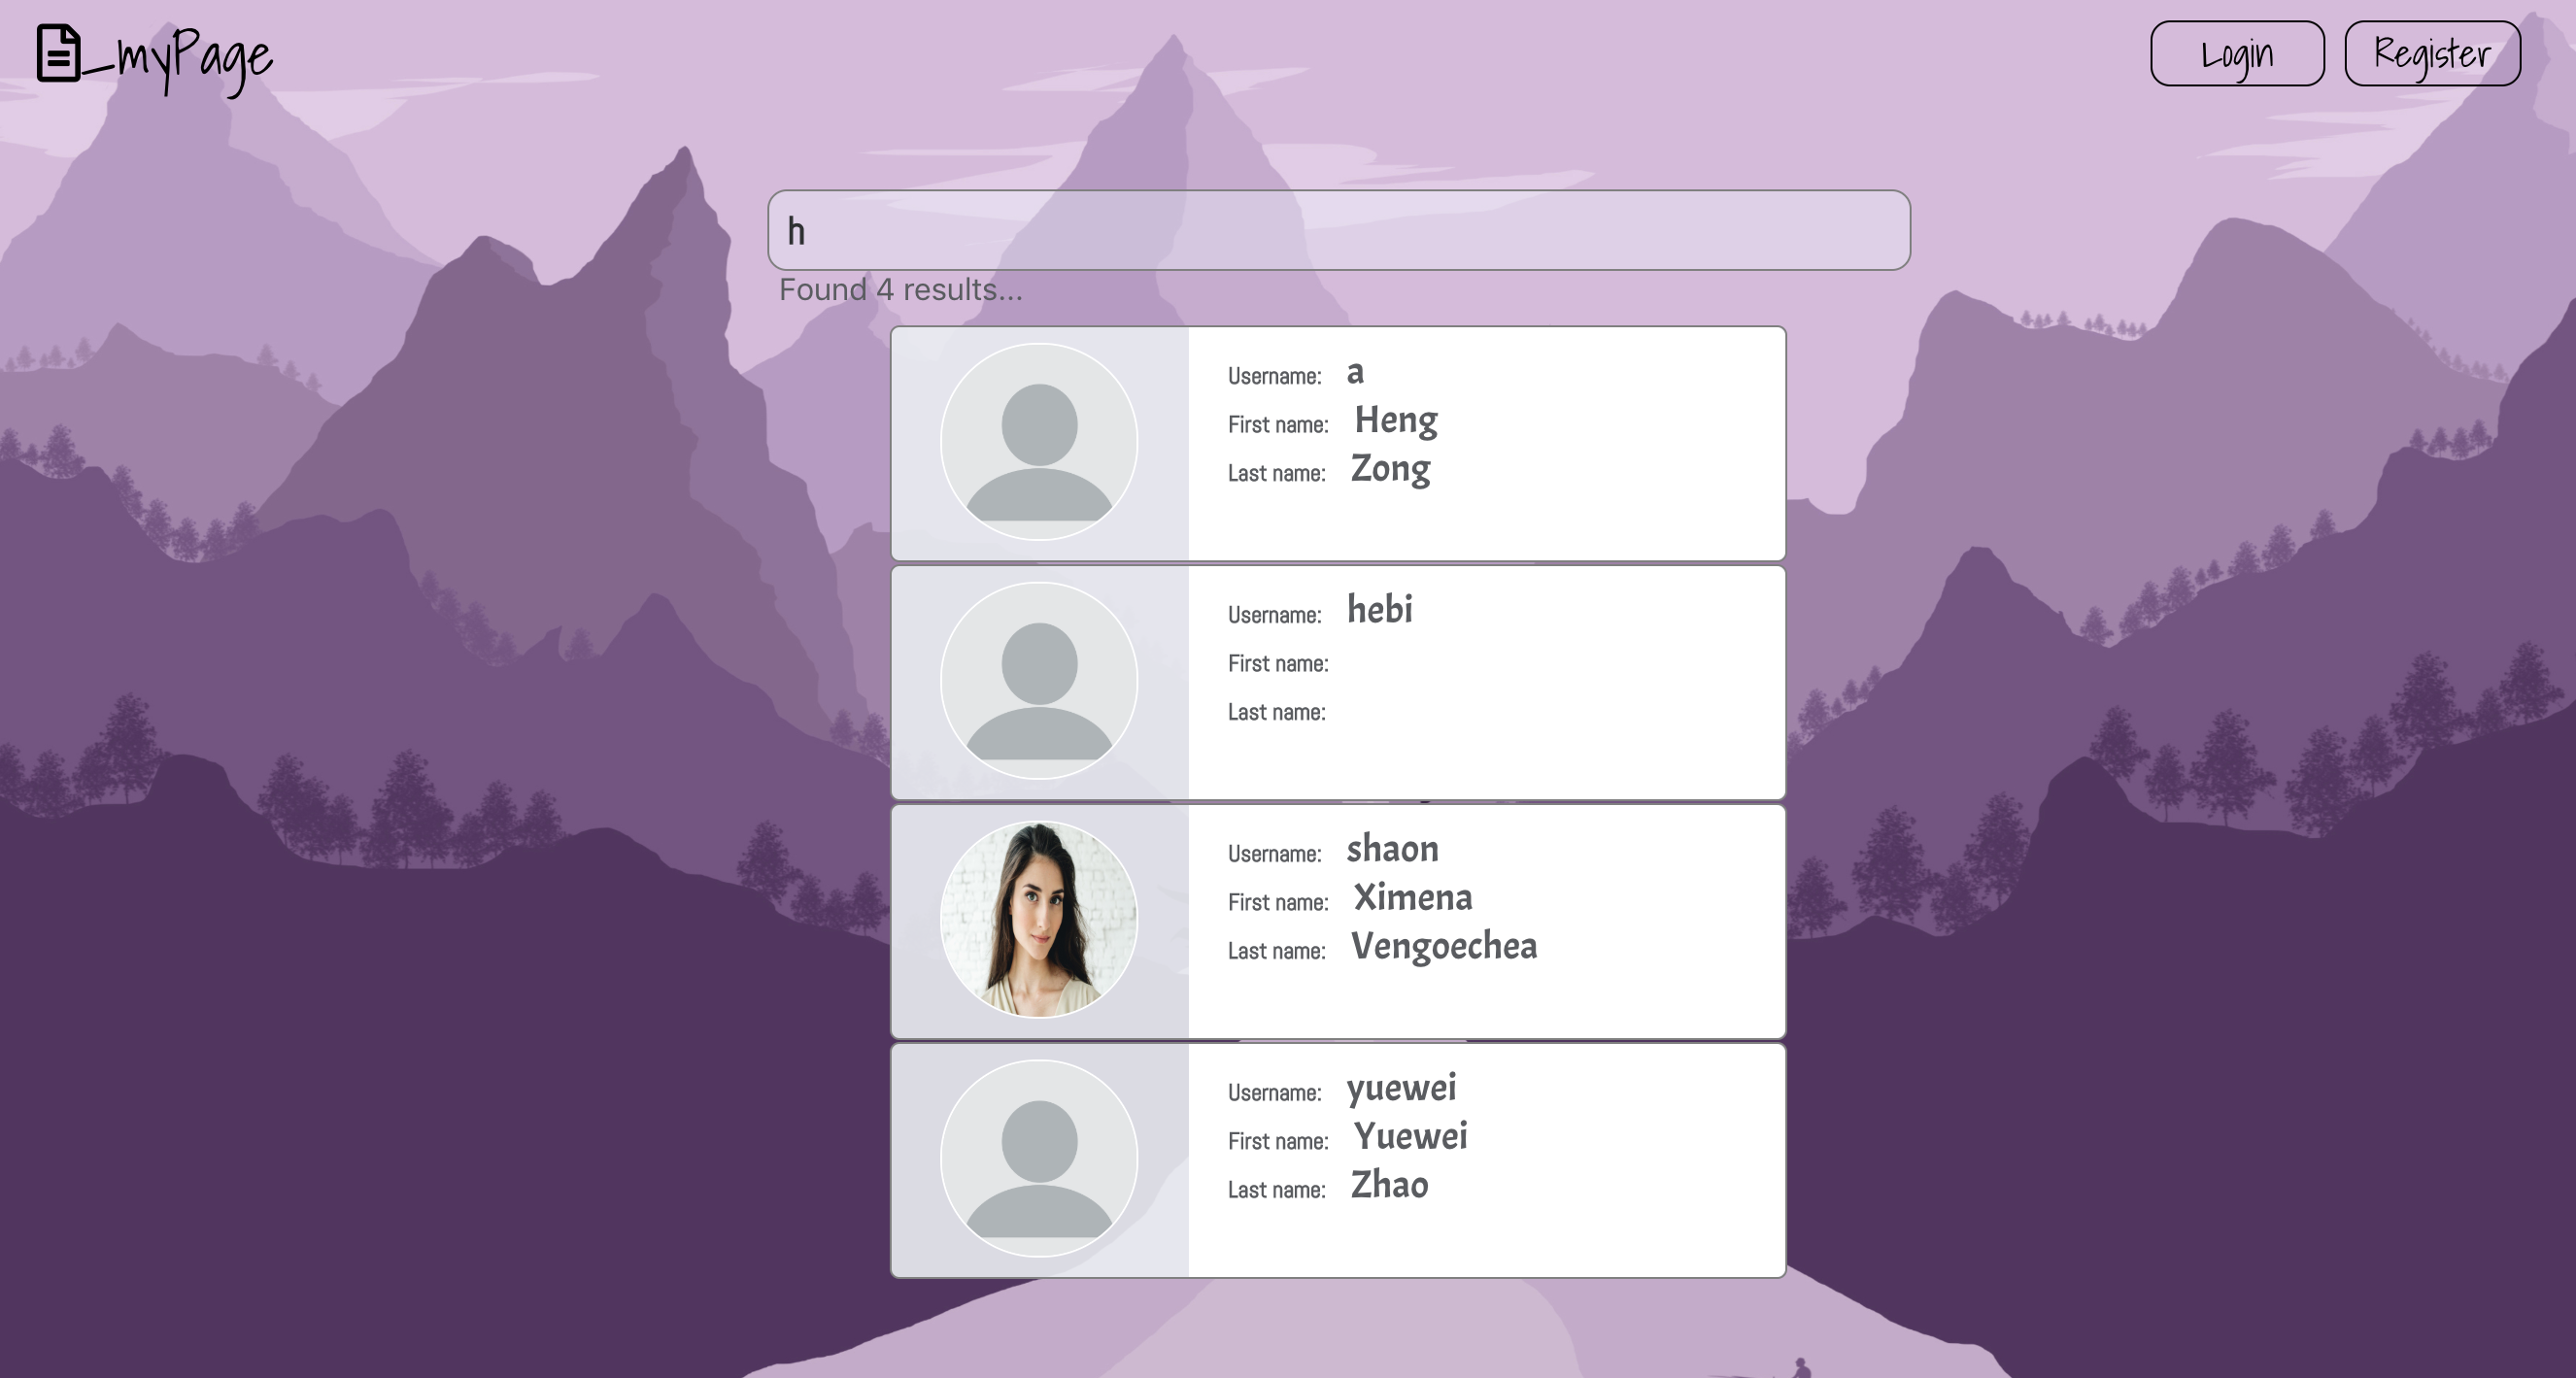 _myPage
Login
Register
h
Found 4 results...
Username: a
First name: Heng
Last name: Zong
Username: hebi
First name:
Last name:
Username: shaon
First name: Ximena
Last name: Vengoechea
Username: yuewei
First name: Yuewei
Last name: Zhao